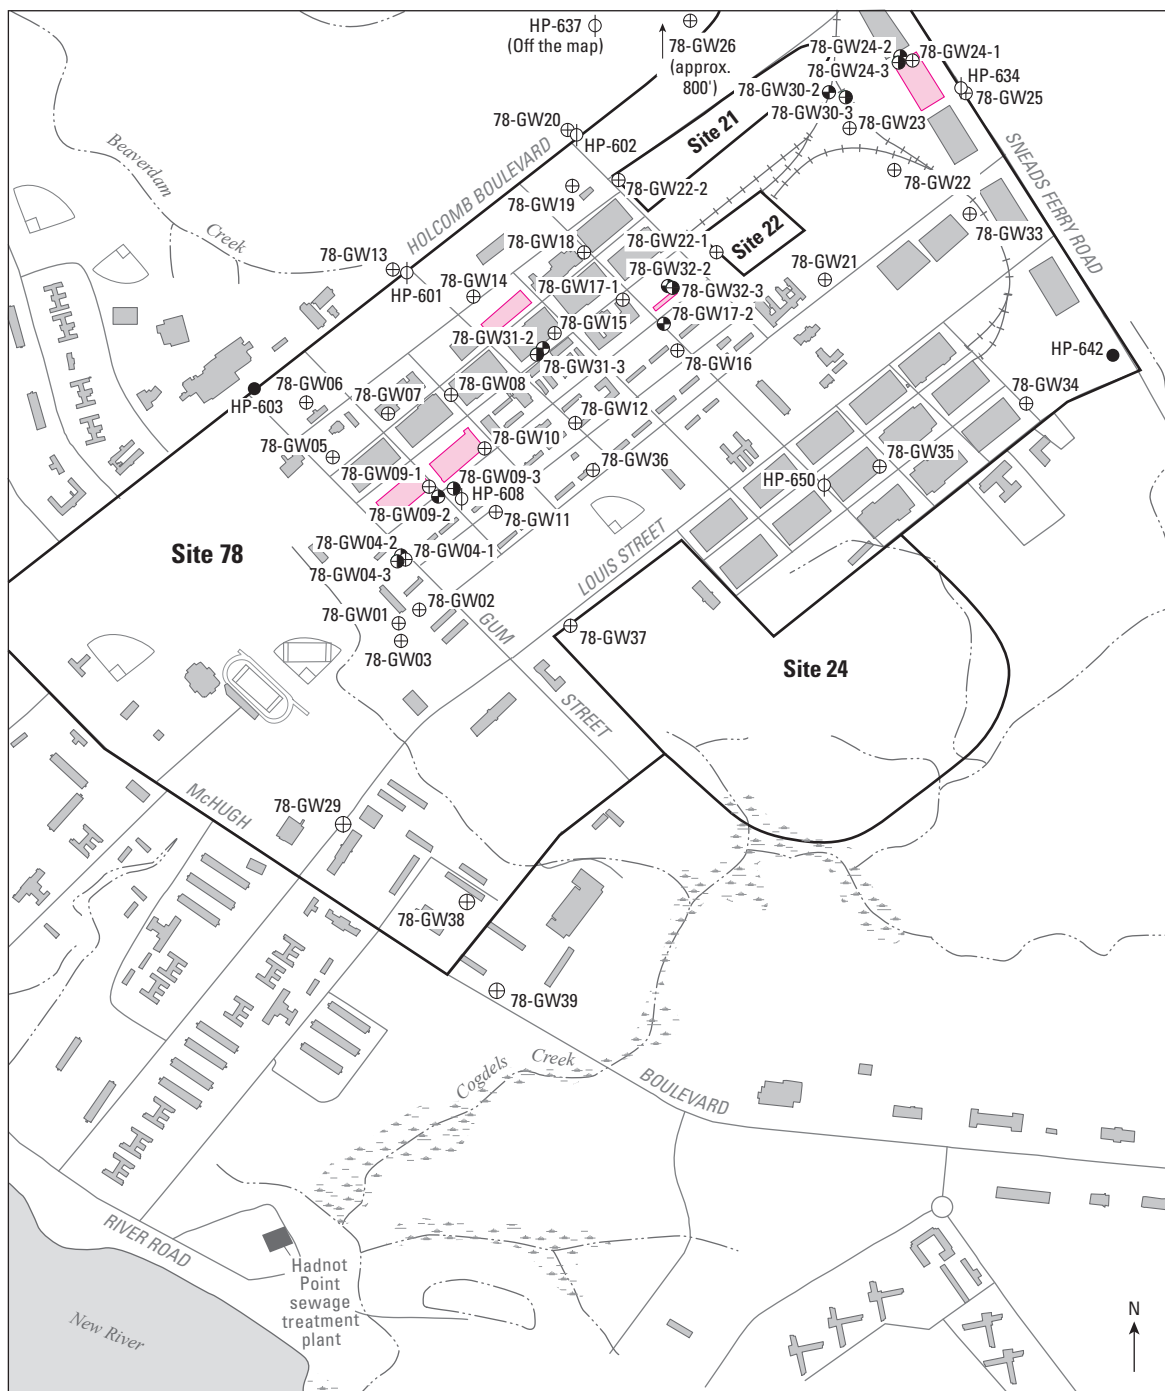 HP-637
(Off the map)
78-GW26
(approx.
800')
78-GW24-2
78-GW24-1
78-GW24-3
HP-634
78-GW30-2
78-GW25
78-GW30-3
78-GW23
78-GW20
HP-602
Site 21
Beaverdam
Creek
HOLCOMB BOULEVARD
SNEADS FERRY ROAD
78-GW22
78-GW19
78-GW22-2
78-GW33
78-GW18
78-GW22-1
Site 22
78-GW13
HP-601
78-GW14
78-GW32-2
78-GW21
78-GW17-1
78-GW32-3
78-GW17-2
78-GW15
78-GW31-2
78-GW31-3
78-GW16
HP-642
78-GW06
HP-603
78-GW07
78-GW08
78-GW34
78-GW12
78-GW05
78-GW10
78-GW35
78-GW09-1
78-GW09-3
78-GW36
HP-650
HP-608
78-GW09-2
78-GW11
Site 78
78-GW04-2
78-GW04-1
78-GW04-3
LOUIS STREET
78-GW02
78-GW01
78-GW03
78-GW37
GUM
STREET
Site 24
McHUGH
78-GW29
78-GW38
78-GW39
Cogdels
Creek
BOULEVARD
RIVER ROAD
Hadnot
Point
sewage
treatment
plant
New River
N